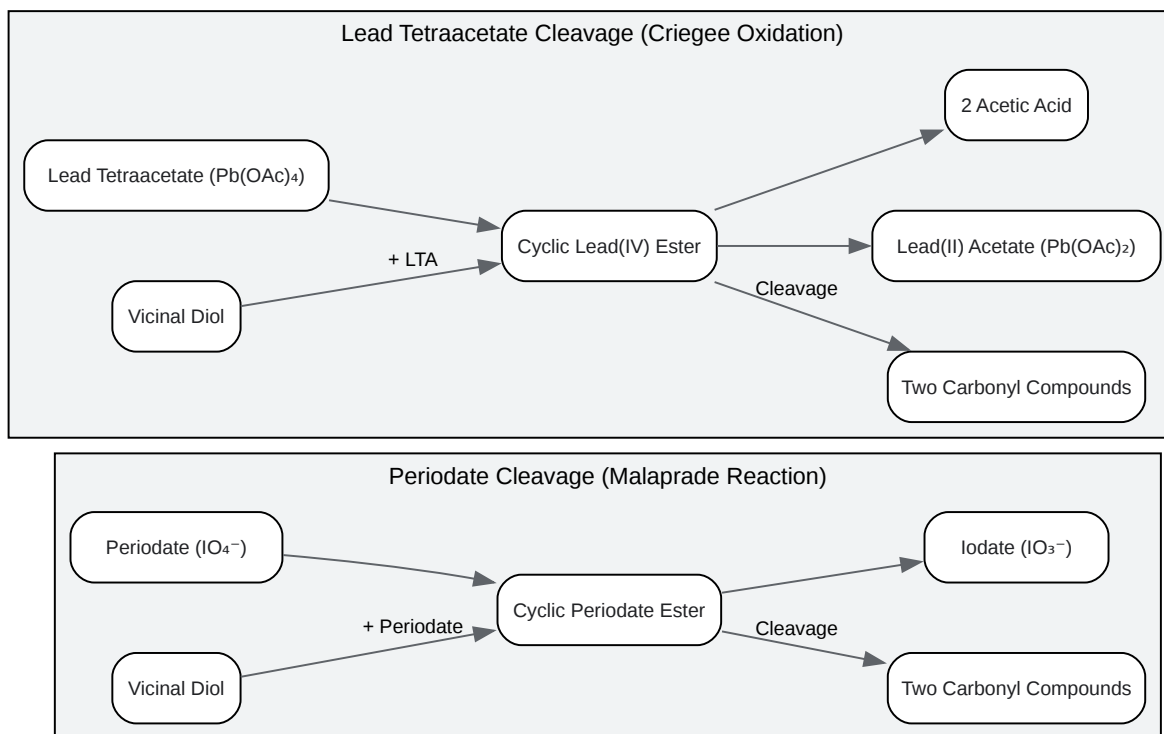 Lead Tetraacetate Cleavage (Criegee Oxidation)
2 Acetic Acid
Lead Tetraacetate (Pb(OAc)₄)
Cyclic Lead(IV) Ester
Lead(II) Acetate (Pb(OAc)₂)
+ LTA
Cleavage
Vicinal Diol
Two Carbonyl Compounds
Periodate Cleavage (Malaprade Reaction)
Periodate (IO₄⁻)
Iodate (IO₃⁻)
Cyclic Periodate Ester
+ Periodate
Cleavage
Vicinal Diol
Two Carbonyl Compounds